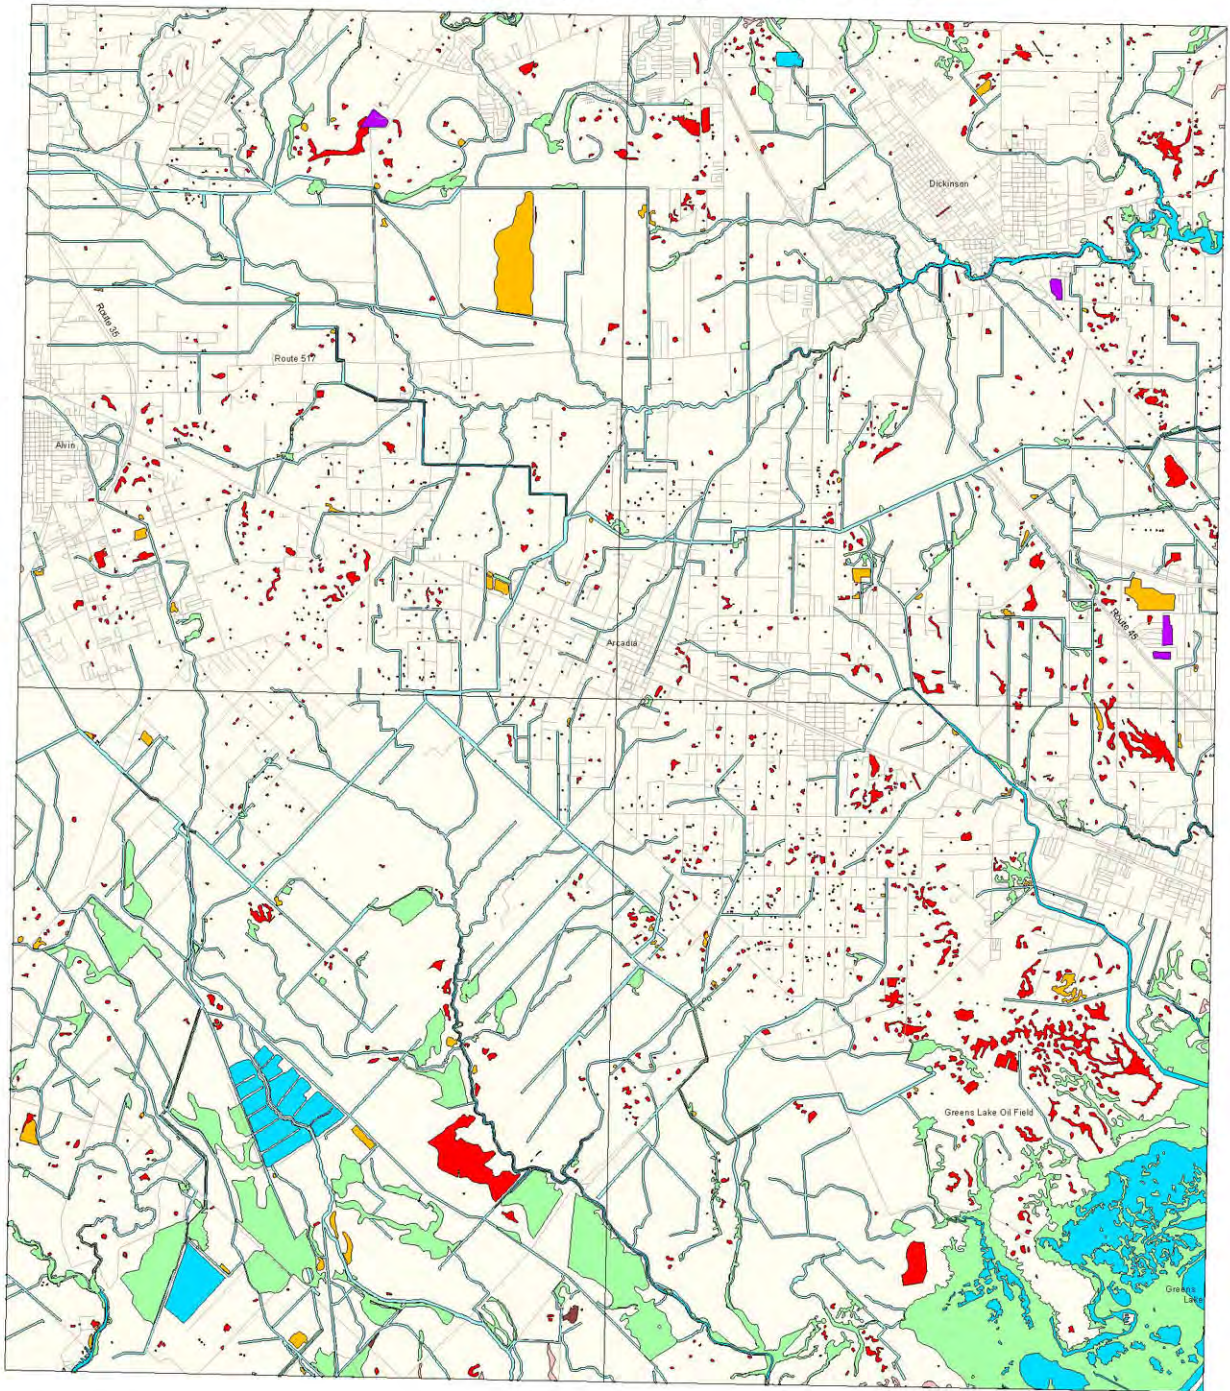 Dickinson
Route 35
Route 517
Alvin
Arcadia
Route 45
Greens Lake Oil Field
Greens
Lake